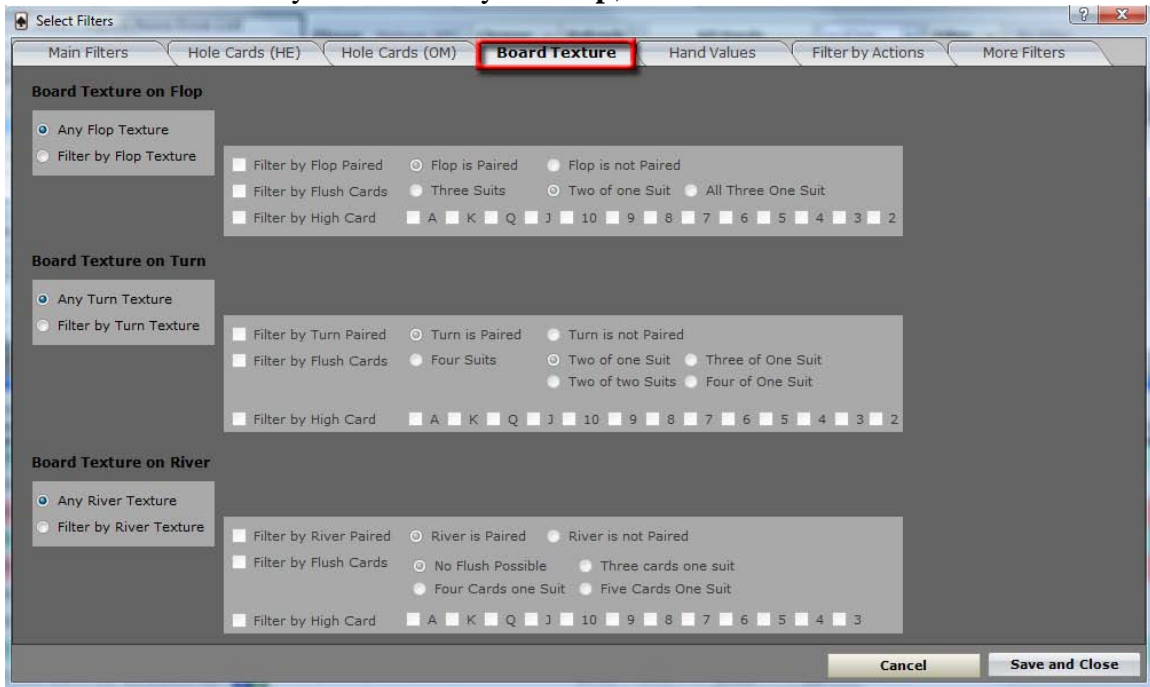 Select Filters
Main Filters Hole Cards (HE) Hole Cards (OM) Board Texture Hand Values Filter by Actions More Filters
Board Texture on Flop
Any Flop Texture
Filter by Flop Texture
Filter by Flop Paired Flop is Paired Flop is not Paired
Filter by Flush Cards Three Suits Two of one Suit All Three One Suit
Filter by High Card A K Q J 10 9 8 7 6 5 4 3 2
Board Texture on Turn
Any Turn Texture
Filter by Turn Texture
Filter by Turn Paired Turn is Paired Turn is not Paired
Filter by Flush Cards Four Suits Two of one Suit Three of One Suit
Two of two Suits Four of One Suit
Filter by High Card A K Q J 10 9 8 7 6 5 4 3 2
Board Texture on River
Any River Texture
Filter by River Texture
Filter by River Paired River is Paired River is not Paired
Filter by Flush Cards No Flush Possible Three cards one suit
Four Cards one Suit Five Cards One Suit
Filter by High Card A K Q J 10 9 8 7 6 5 4 3
Cancel Save and Close